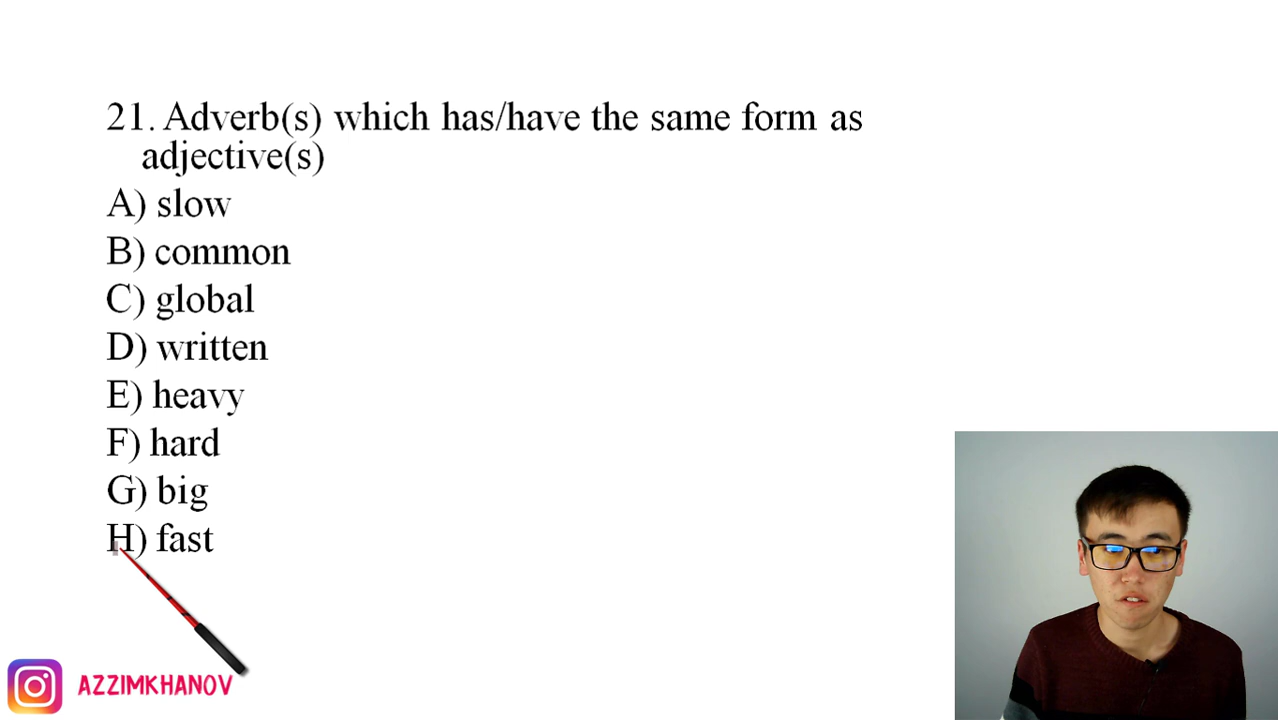 21. Adverb(s) which has/have the same form as
adjective(s)
A) slow
B) common
C) global
D) written
E) heavy
F) hard
G) big
H) fast
AZZIMKHANOV